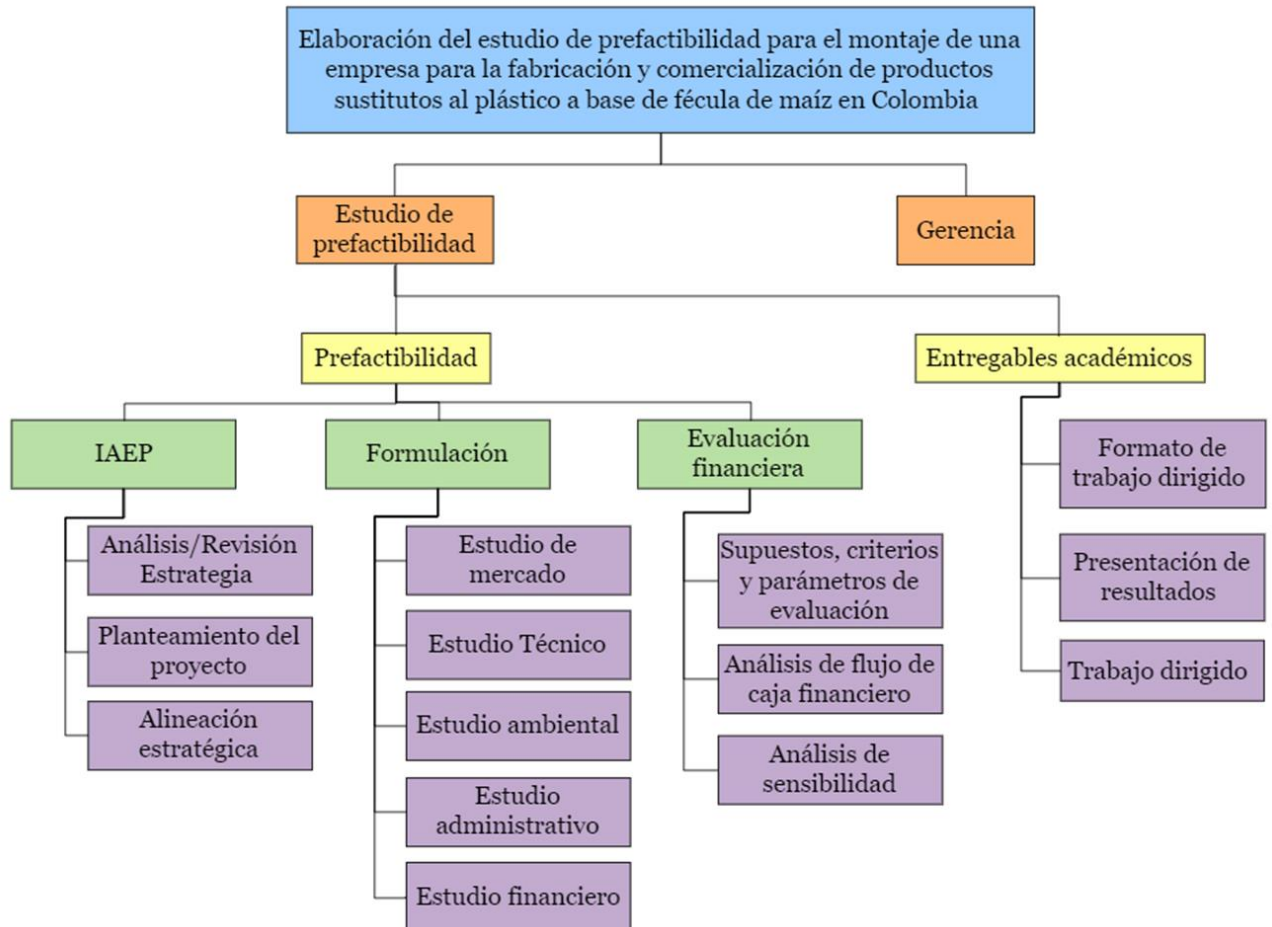 Elaboración del estudio de prefactibilidad para el montaje de una
empresa para la fabricación y comercialización de productos
sustitutos al plástico a base de fécula de maíz en Colombia
Estudio de
prefactibilidad
Gerencia
Prefactibilidad
Entregables académicos
IAEP
Formulación
Evaluación
financiera
Análisis/Revisión
Estrategia
Planteamiento del
proyecto
Alineación
estratégica
Estudio de
mercado
Estudio Técnico
Estudio ambiental
Estudio
administrativo
Estudio financiero
Supuestos, criterios
y parámetros de
evaluación
Análisis de flujo de
caja financiero
Análisis de
sensibilidad
Formato de
trabajo dirigido
Presentación de
resultados
Trabajo dirigido